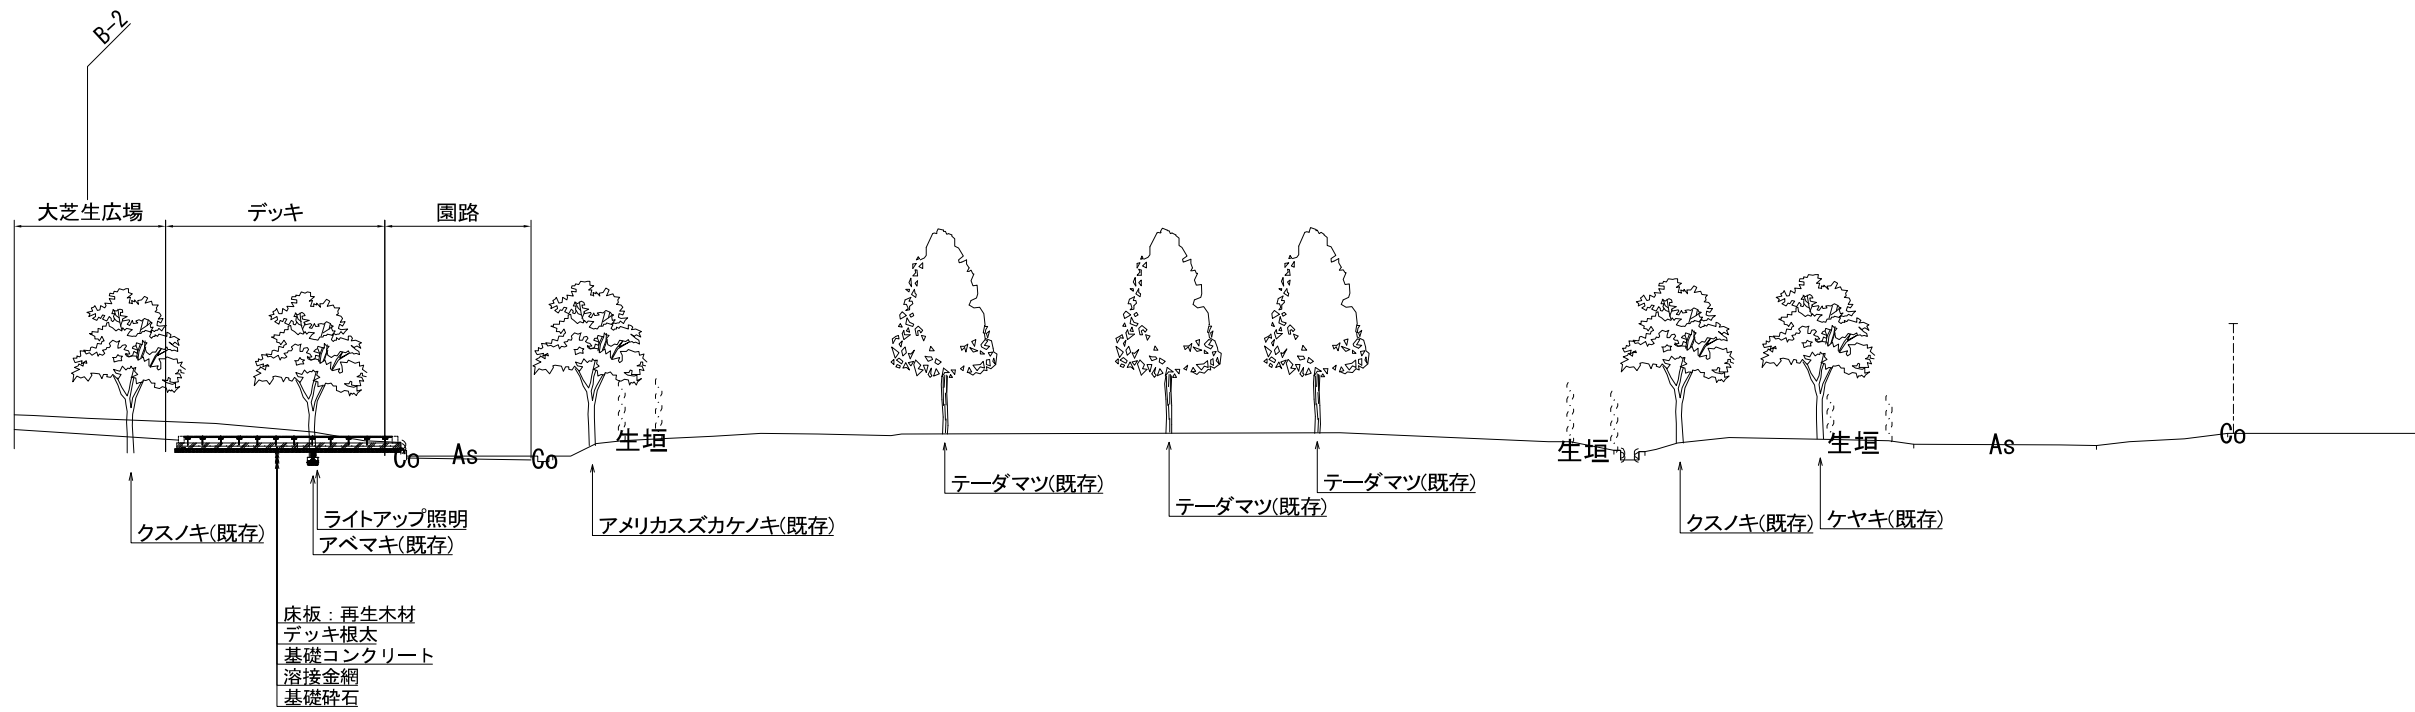 B-2
大芝生広場
デッキ
園路
Co
As
Co
生垣
生垣
生垣
As
Co
クスノキ(既存)
ライトアップ照明
アベマキ(既存)
アメリカスズカケノキ(既存)
テーダマツ(既存)
テーダマツ(既存)
テーダマツ(既存)
クスノキ(既存)
ケヤキ(既存)
床板：再生木材
デッキ根太
基礎コンクリート
溶接金網
基礎砕石